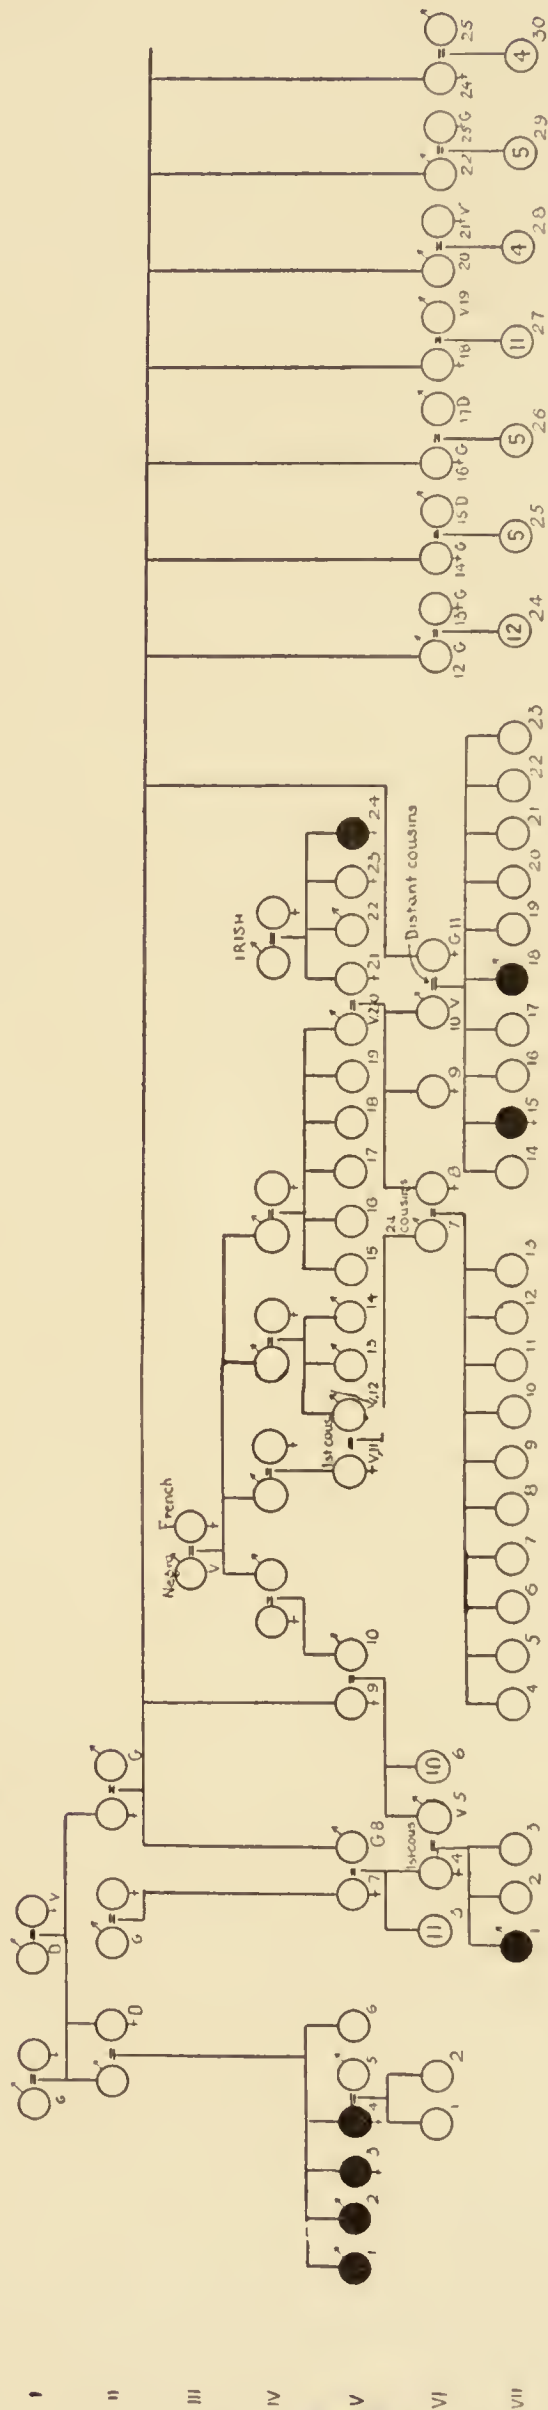 I G D V
II D G G
III Negro French
V
IV IRISH
V 1 2 3 4 5 6 7 G8 9 10 V.11 1st cous V.12 13 14 15 16 17 18 19 V.20 21 22 23 24
VI 1 2 11 3 4 1st cous V.5 10 6 7 2d cousins 8 9 10 V Distant cousins G 11 12 G 13 G 14 G 15 D 16 G 17 D 18 V19 20 21 V 22 23 G 24 25
VII 1 2 3 4 5 6 7 8 9 10 11 12 13 14 15 16 17 18 19 20 21 22 23 12 24 5 25 5 26 11 27 4 28 5 29 4 30